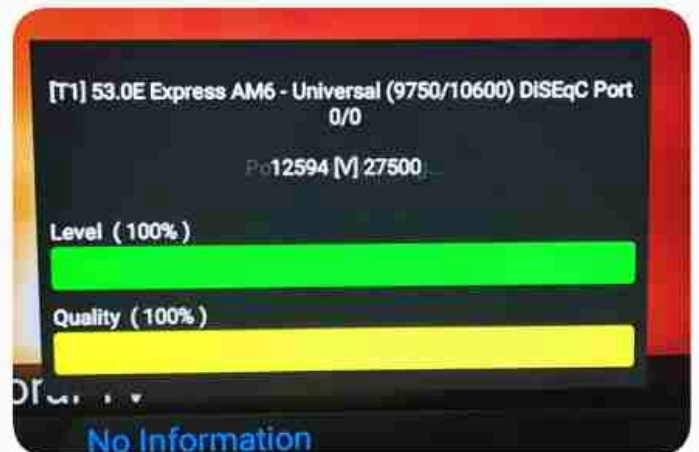 [T1] 53.0E Express AM6 - Universal (9750/10600) DiSEqC Port
0/0
12594 [V] 27500
Level ( 100% )
Quality ( 100% )
No Information